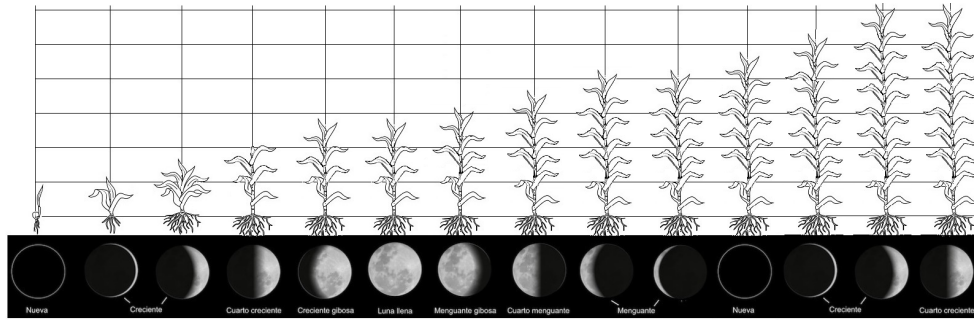 Nueva
Creciente
Cuarto creciente
Creciente gibosa
Luna llena
Menguante gibosa
Cuarto menguante
Menguante
Nueva
Creciente
Cuarto creciente